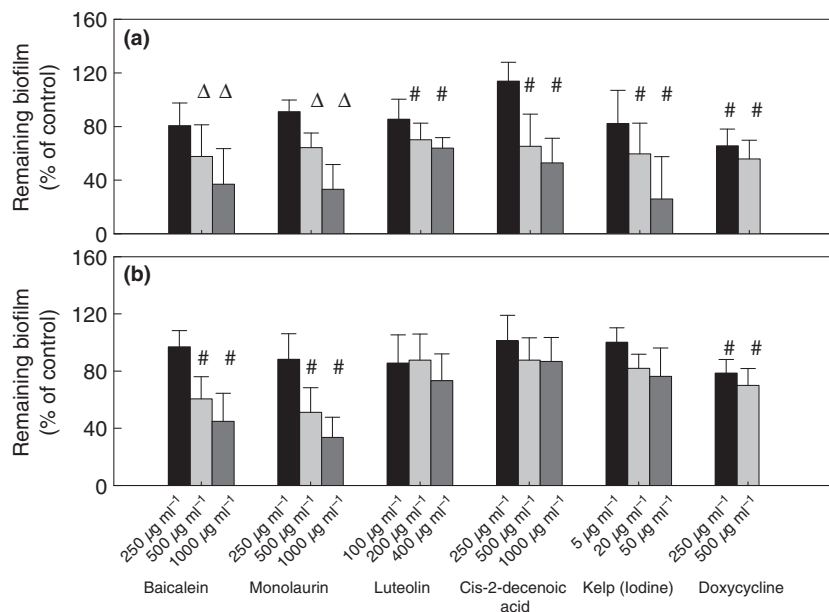 160
(a)
Δ Δ Δ Δ # # # # # # # #
120
80
40
0
Remaining biofilm
(% of control)
160
(b)
# # # # # #
120
80
40
0
Remaining biofilm
(% of control)
250 µg ml⁻¹
500 µg ml⁻¹
1000 µg ml⁻¹
250 µg ml⁻¹
500 µg ml⁻¹
1000 µg ml⁻¹
100 µg ml⁻¹
200 µg ml⁻¹
400 µg ml⁻¹
250 µg ml⁻¹
500 µg ml⁻¹
1000 µg ml⁻¹
5 µg ml⁻¹
20 µg ml⁻¹
50 µg ml⁻¹
250 µg ml⁻¹
500 µg ml⁻¹
Baicalein Monolaurin Luteolin Cis-2-decenoic Kelp (Iodine) Doxycycline
acid